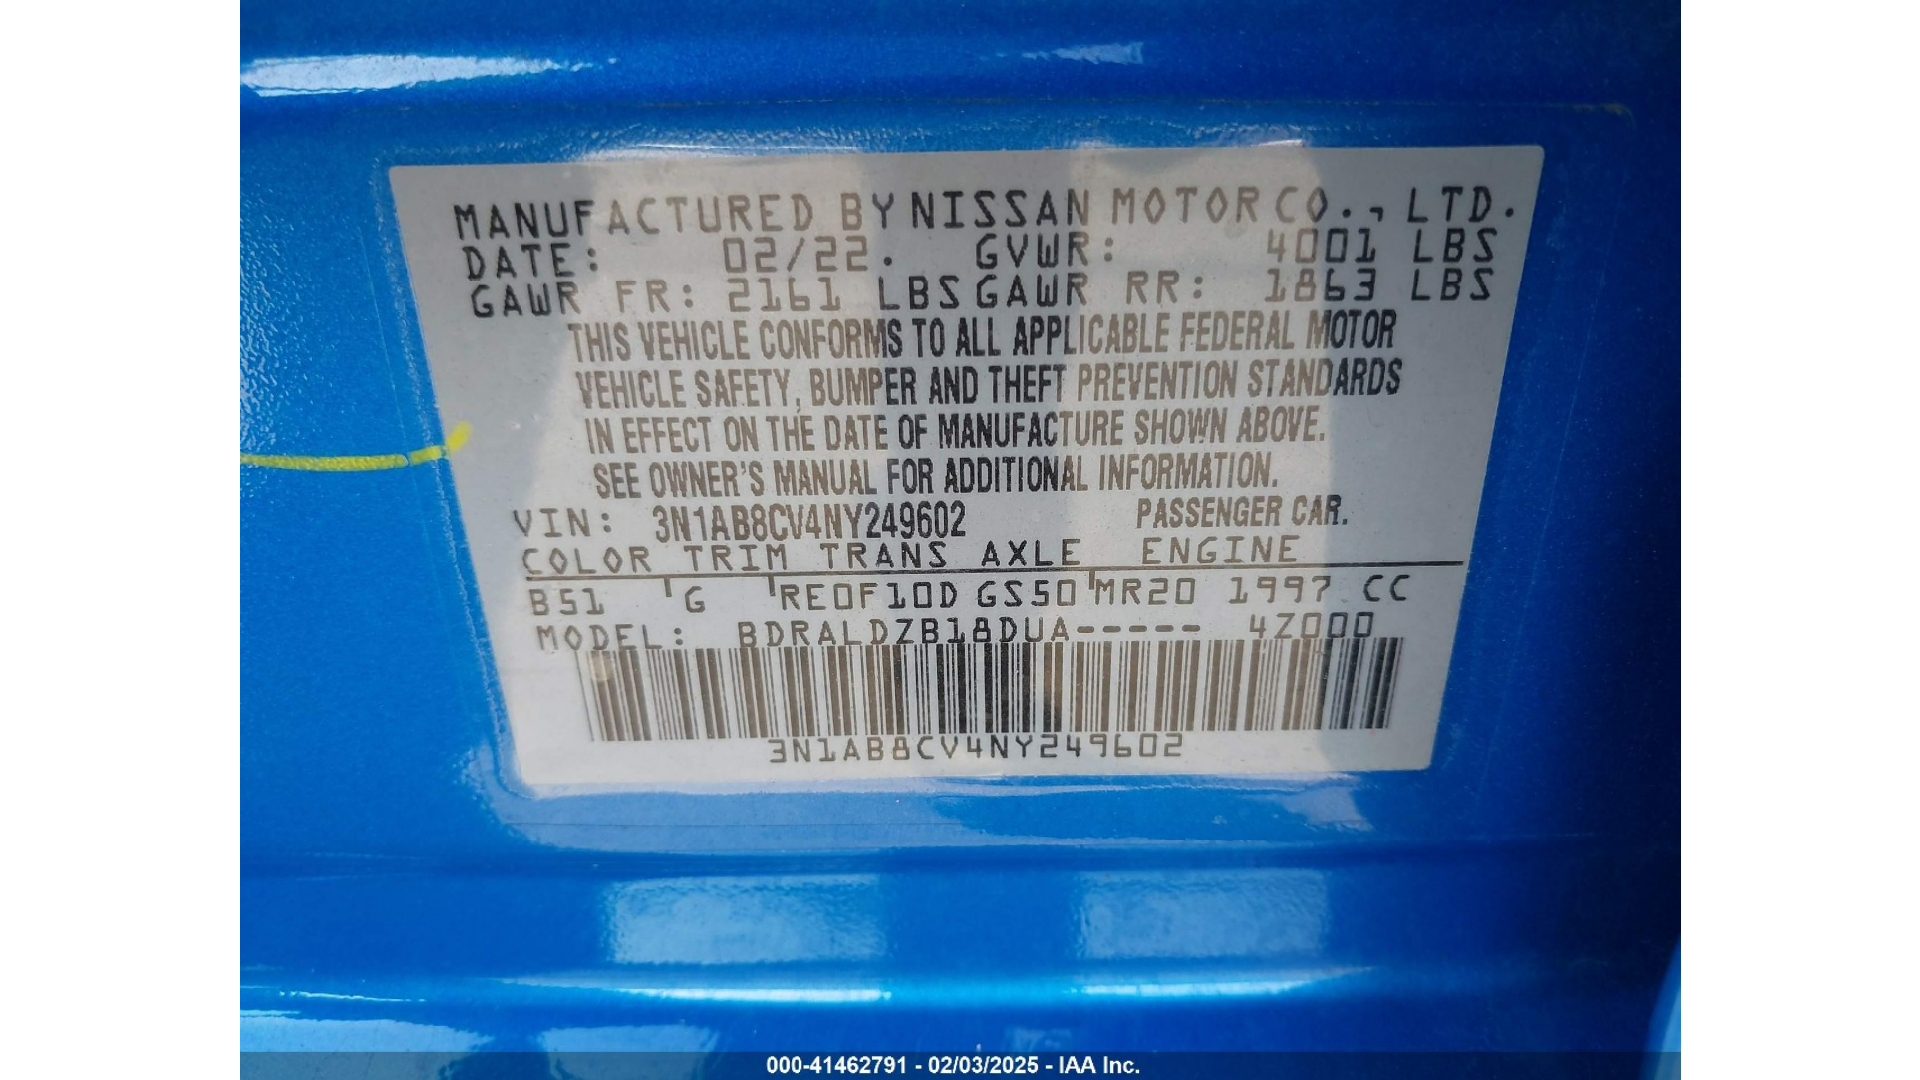 MANUFACTURED BY NISSAN MOTOR CO., LTD.
DATE: 02/22. GVWR: 4001 LBS
GAWR FR: 2161 LBS GAWR RR: 1863 LBS
THIS VEHICLE CONFORMS TO ALL APPLICABLE FEDERAL MOTOR
VEHICLE SAFETY, BUMPER AND THEFT PREVENTION STANDARDS
IN EFFECT ON THE DATE OF MANUFACTURE SHOWN ABOVE.
SEE OWNER'S MANUAL FOR ADDITIONAL INFORMATION.
VIN: 3N1AB8CV4NY249602 PASSENGER CAR.
COLOR TRIM TRANS AXLE ENGINE
B51 G RE0F10D GS50 MR20 1997 CC
MODEL: BDRALDZB18DUA----- 4Z000
3N1AB8CV4NY249602
000-41462791 - 02/03/2025 - IAA Inc.